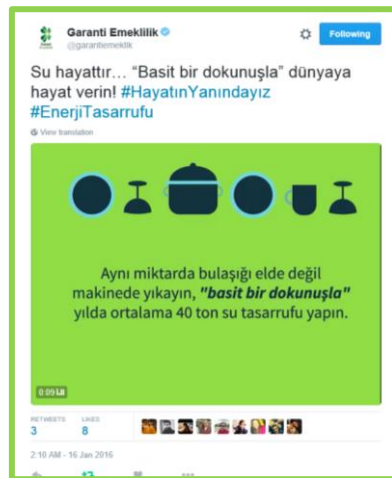 Garanti Emeklilik
@garantiemeklik
Following
Su hayattır... “Basit bir dokunuşla” dünyaya
hayat verin! #HayatınYanındayız
#EnerjiTasarrufu
View translation
Aynı miktarda bulaşığı elde değil
makinede yıkayın, "basit bir dokunuşla"
yılda ortalama 40 ton su tasarrufu yapın.
0:09
RETWEETS LIKES
3 8
2:10 AM - 16 Jan 2016